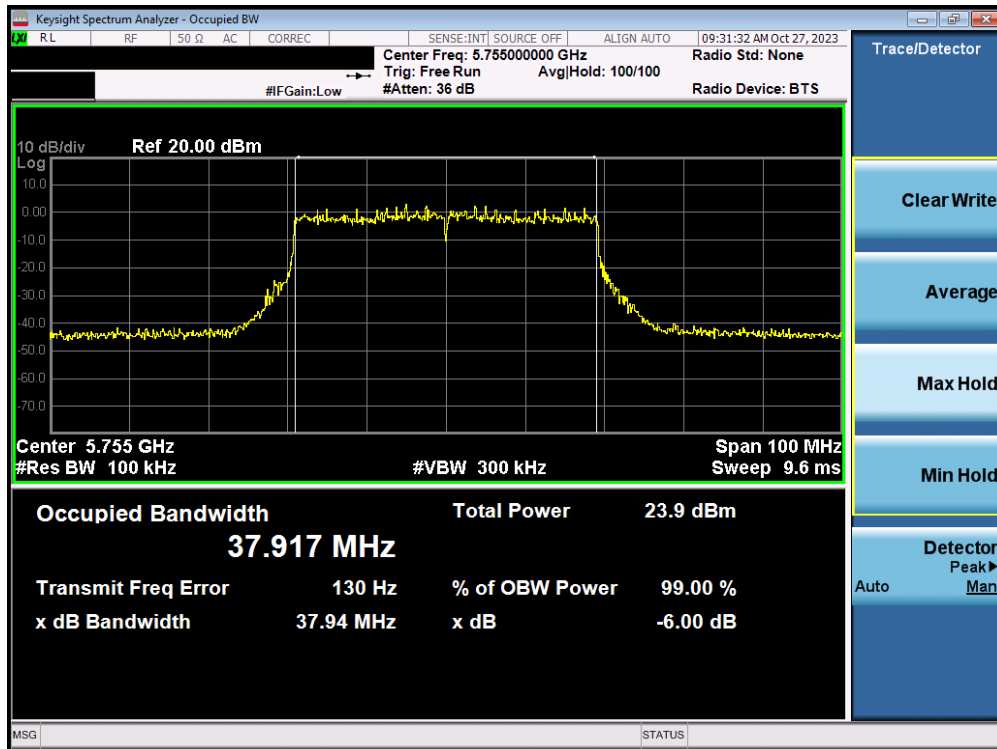 Keysight Spectrum Analyzer - Occupied BW
LXI RL RF 50 Ω AC CORREC SENSE:INT SOURCE OFF ALIGN AUTO 09:31:32 AM Oct 27, 2023
Center Freq: 5.755000000 GHz Radio Std: None
Trig: Free Run Avg|Hold: 100/100
#IFGain:Low #Atten: 36 dB Radio Device: BTS
10 dB/div Ref 20.00 dBm
Log
10.0
0.00
-10.0
-20.0
-30.0
-40.0
-50.0
-60.0
-70.0
Center 5.755 GHz Span 100 MHz
#Res BW 100 kHz #VBW 300 kHz Sweep 9.6 ms
Occupied Bandwidth Total Power 23.9 dBm
37.917 MHz
Transmit Freq Error 130 Hz % of OBW Power 99.00 %
x dB Bandwidth 37.94 MHz x dB -6.00 dB
MSG STATUS
Trace/Detector
Clear Write
Average
Max Hold
Min Hold
Detector
Peak▶
Auto Man